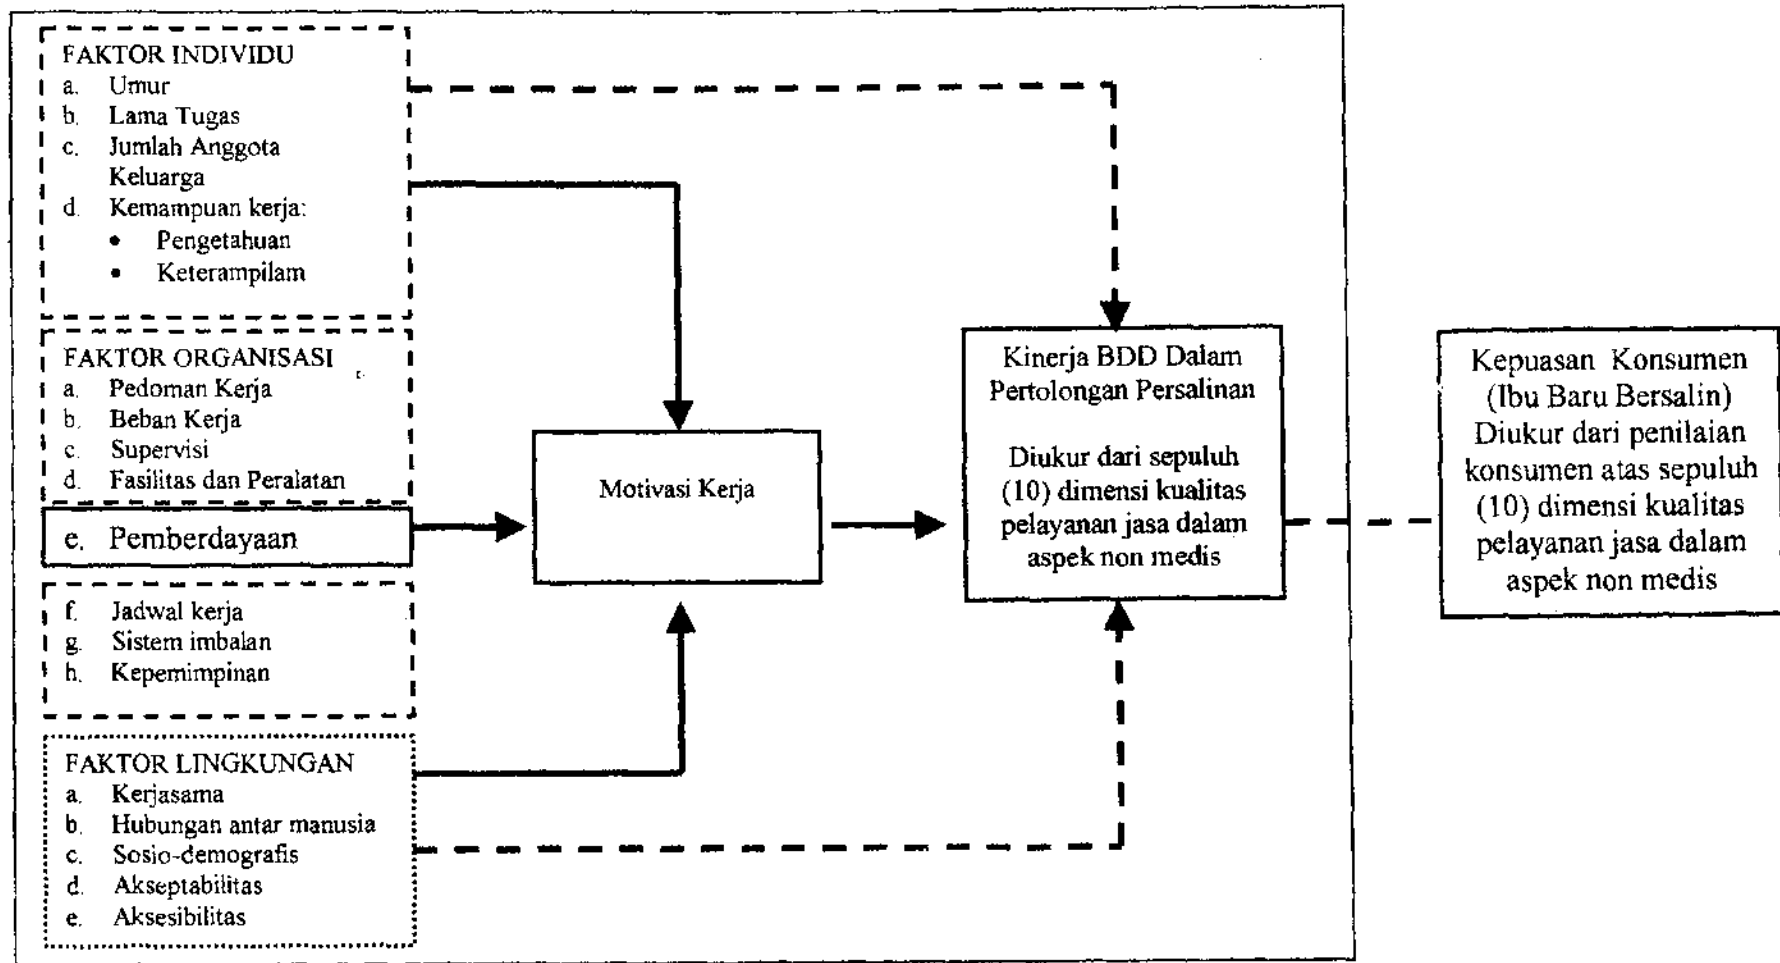 FAKTOR INDIVIDU
a. Umur
b. Lama Tugas
c. Jumlah Anggota
Keluarga
d. Kemampuan kerja:
• Pengetahuan
• Keterampilam
FAKTOR ORGANISASI
a. Pedoman Kerja
b. Beban Kerja
c. Supervisi
d. Fasilitas dan Peralatan
e. Pemberdayaan
f. Jadwal kerja
g. Sistem imbalan
h. Kepemimpinan
FAKTOR LINGKUNGAN
a. Kerjasama
b. Hubungan antar manusia
c. Sosio-demografis
d. Akseptabilitas
e. Aksesibilitas
Motivasi Kerja
Kinerja BDD Dalam
Pertolongan Persalinan
Diukur dari sepuluh
(10) dimensi kualitas
pelayanan jasa dalam
aspek non medis
Kepuasan Konsumen
(Ibu Baru Bersalin)
Diukur dari penilaian
konsumen atas sepuluh
(10) dimensi kualitas
pelayanan jasa dalam
aspek non medis